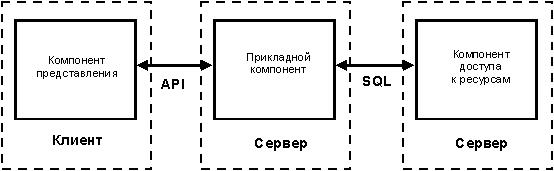 Компонент
представления
API
Прикладной
компонент
SQL
Компонент
доступа
к ресурсам
Клиент
Сервер
Сервер